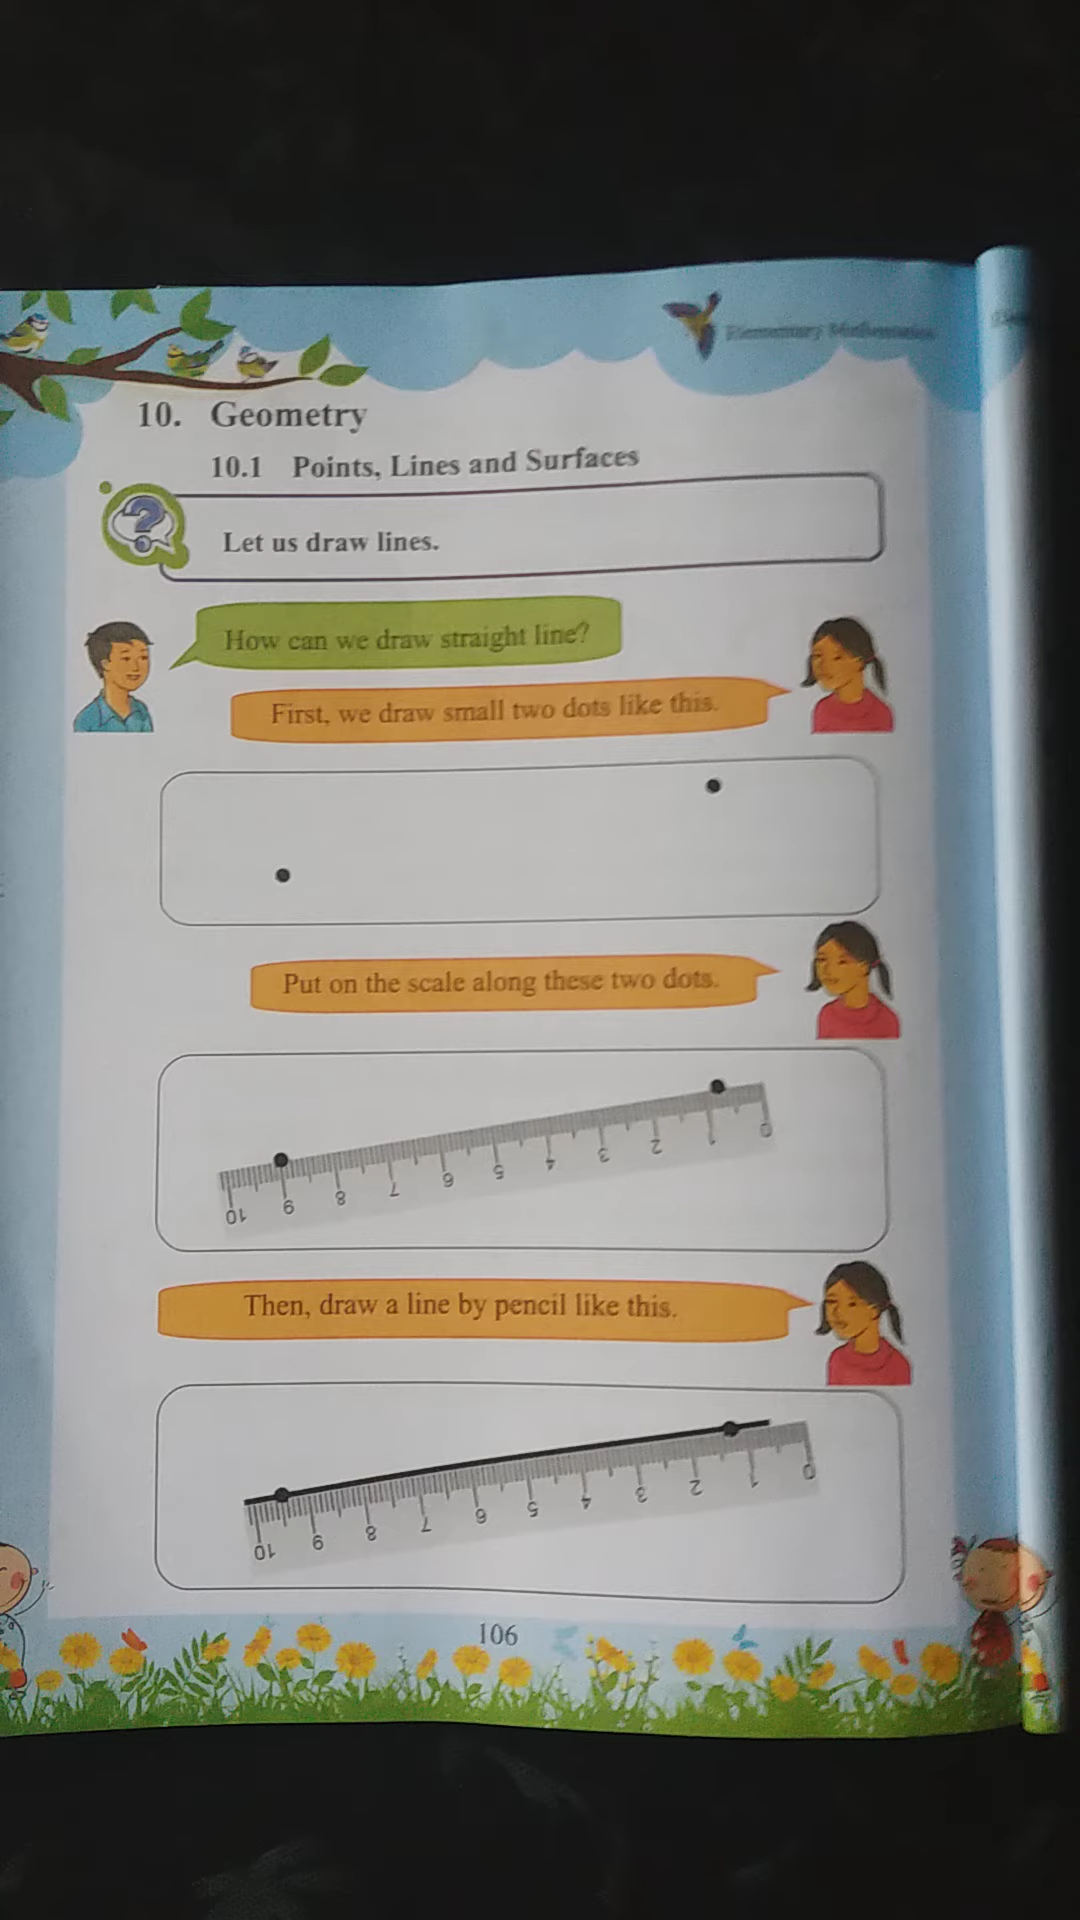 Elementary Mathematics
10. Geometry
10.1 Points, Lines and Surfaces
?
Let us draw lines.
How can we draw straight line?
First, we draw small two dots like this.
Put on the scale along these two dots.
10 9 8 7 6 5 4 3 2 1 0
Then, draw a line by pencil like this.
10 9 8 7 6 5 4 3 2 1 0
106